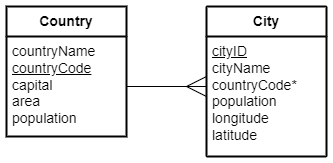 Country
countryName
countryCode
capital
area
population
City
cityID
cityName
countryCode*
population
longitude
latitude